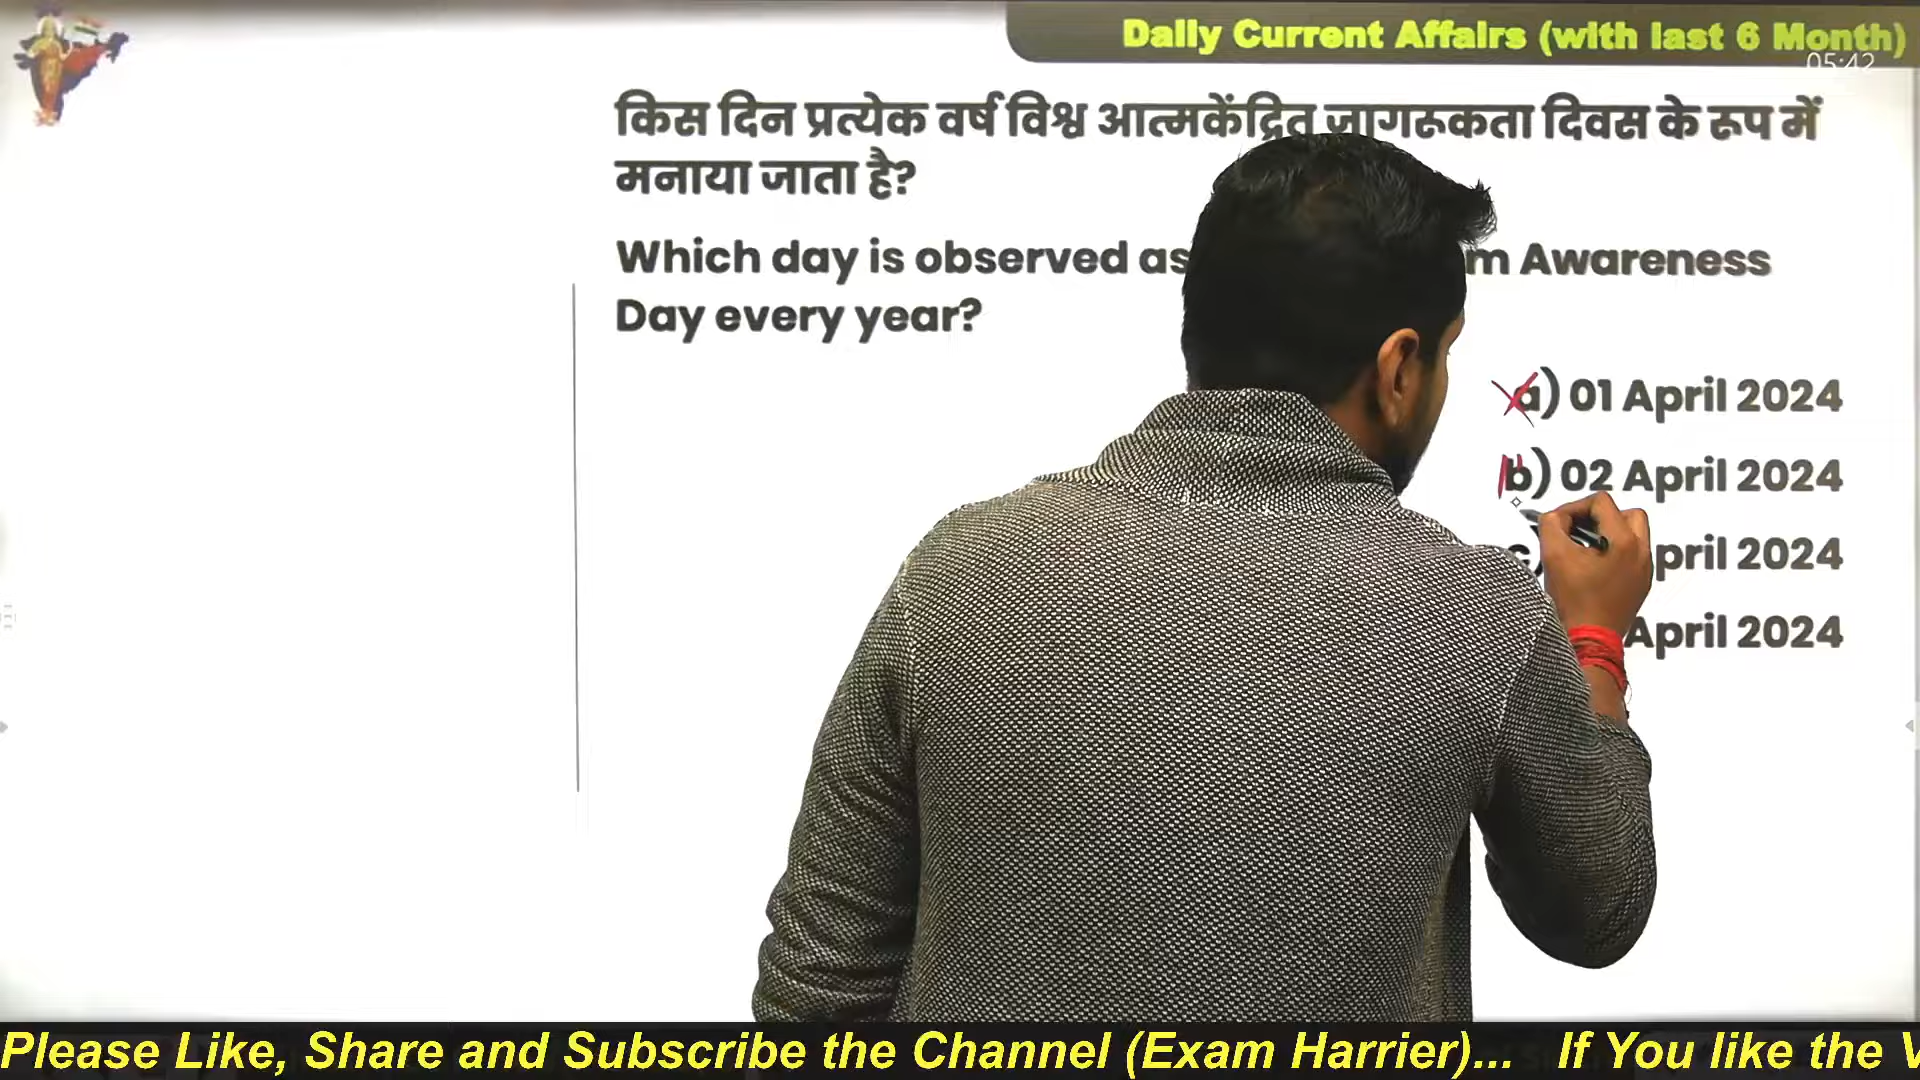 Daily Current Affairs (with last 6 Month)
05:42
किस दिन प्रत्येक वर्ष विश्व आत्मकेंद्रित जागरूकता दिवस के रूप में
मनाया जाता है?
Which day is observed as m Awareness
Day every year?
a) 01 April 2024
b) 02 April 2024
c) pril 2024
April 2024
Please Like, Share and Subscribe the Channel (Exam Harrier)... If You like the V